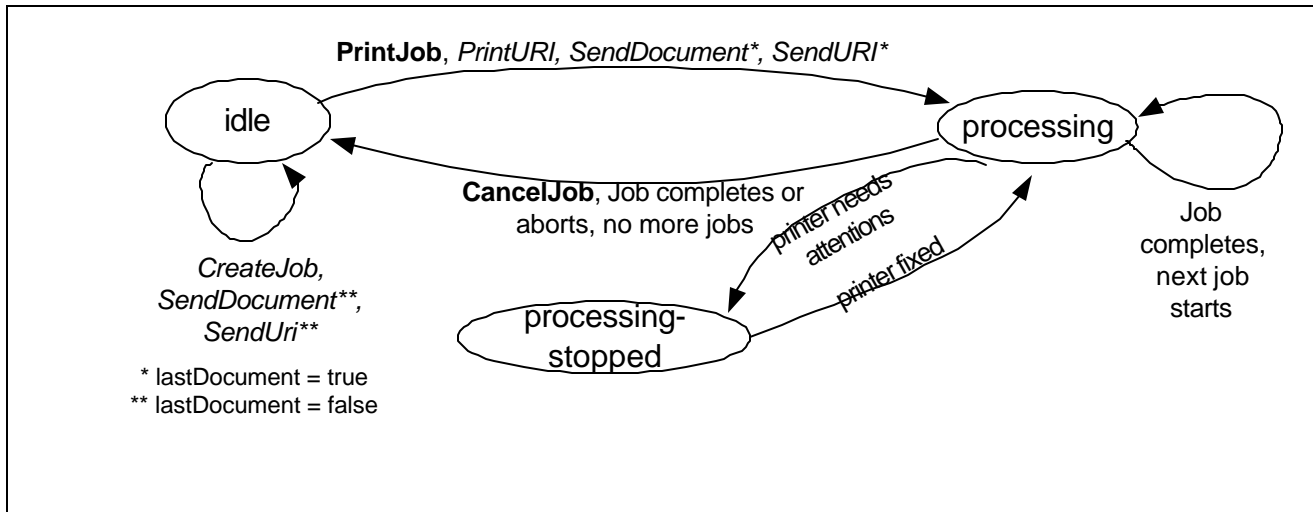 PrintJob, PrintURI, SendDocument*, SendURI*
idle
processing
CancelJob, Job completes or
aborts, no more jobs
printer needs
attentions
printer fixed
Job
completes,
next job
starts
CreateJob,
SendDocument**,
SendUri**
processing-
stopped
* lastDocument = true
** lastDocument = false